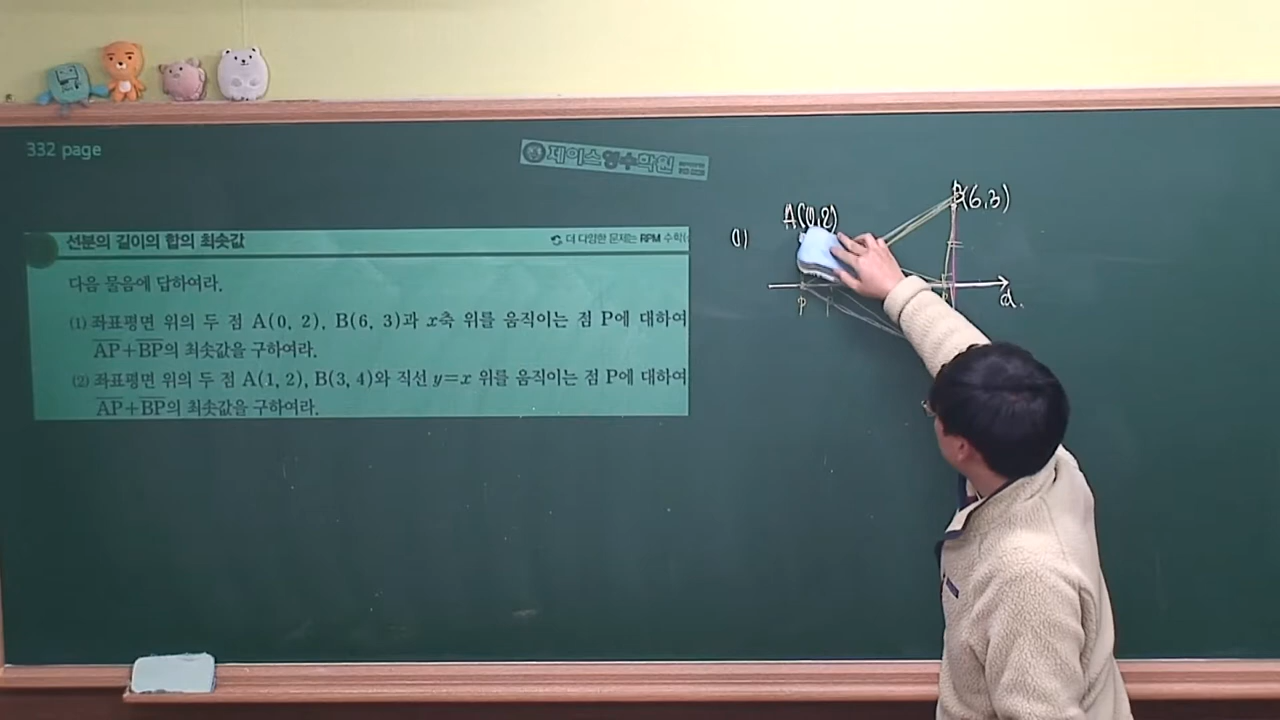 332 page
제이스영수학원
선분의 길이의 합의 최솟값
더 다양한 문제는 RPM 수학(
다음 물음에 답하여라.
(1) 좌표평면 위의 두 점 A(0, 2), B(6, 3)과 x축 위를 움직이는 점 P에 대하여
AP+BP의 최솟값을 구하여라.
(2) 좌표평면 위의 두 점 A(1, 2), B(3, 4)와 직선 y=x 위를 움직이는 점 P에 대하여
AP+BP의 최솟값을 구하여라.
(1)
A(0,2)
B(6,3)
P
P
x.